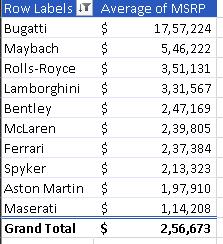 Row Labels Average of MSRP
Bugatti $ 17,57,224
Maybach $ 5,46,222
Rolls-Royce $ 3,51,131
Lamborghini $ 3,31,567
Bentley $ 2,47,169
McLaren $ 2,39,805
Ferrari $ 2,37,384
Spyker $ 2,13,323
Aston Martin $ 1,97,910
Maserati $ 1,14,208
Grand Total $ 2,56,673